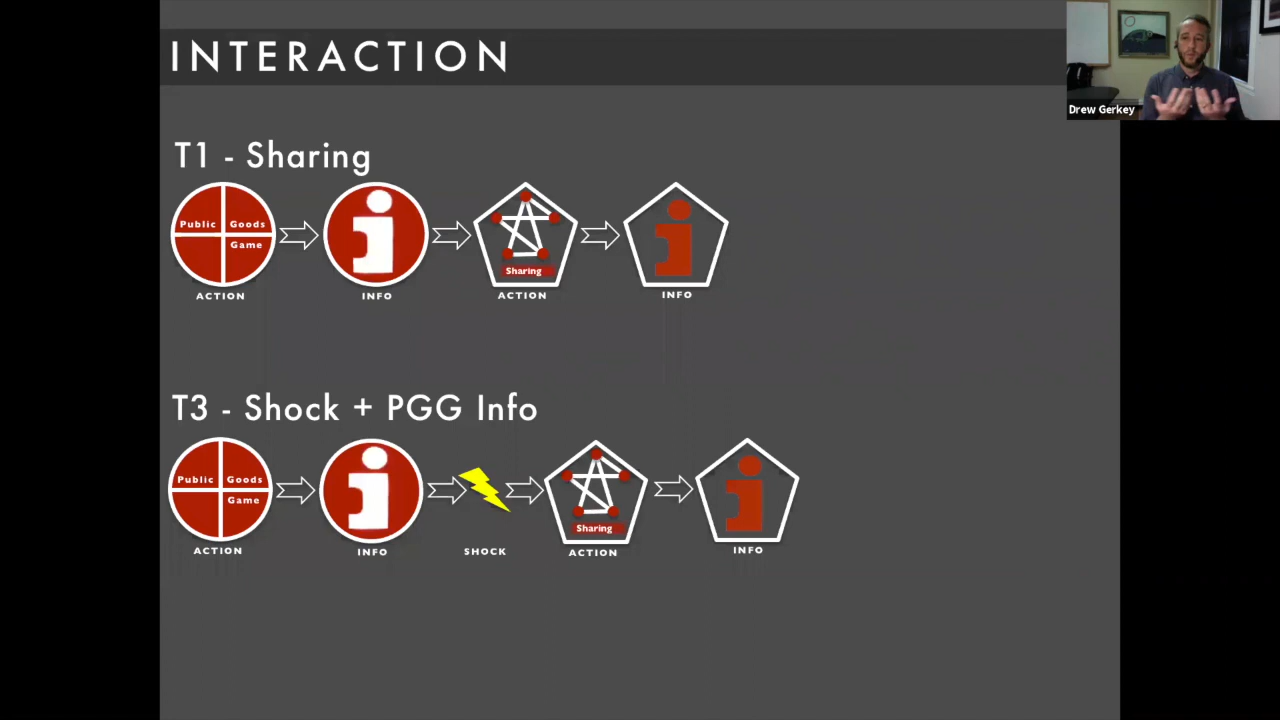 INTERACTION
Drew Gerkey
T1 - Sharing
Public Goods
Game
Sharing
ACTION
INFO
ACTION
INFO
T3 - Shock + PGG Info
Public Goods
Game
Sharing
ACTION
INFO
SHOCK
ACTION
INFO